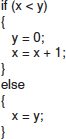 if (x < y)
{
y = 0;
x = x + 1;
}
else
{
x = y;
}